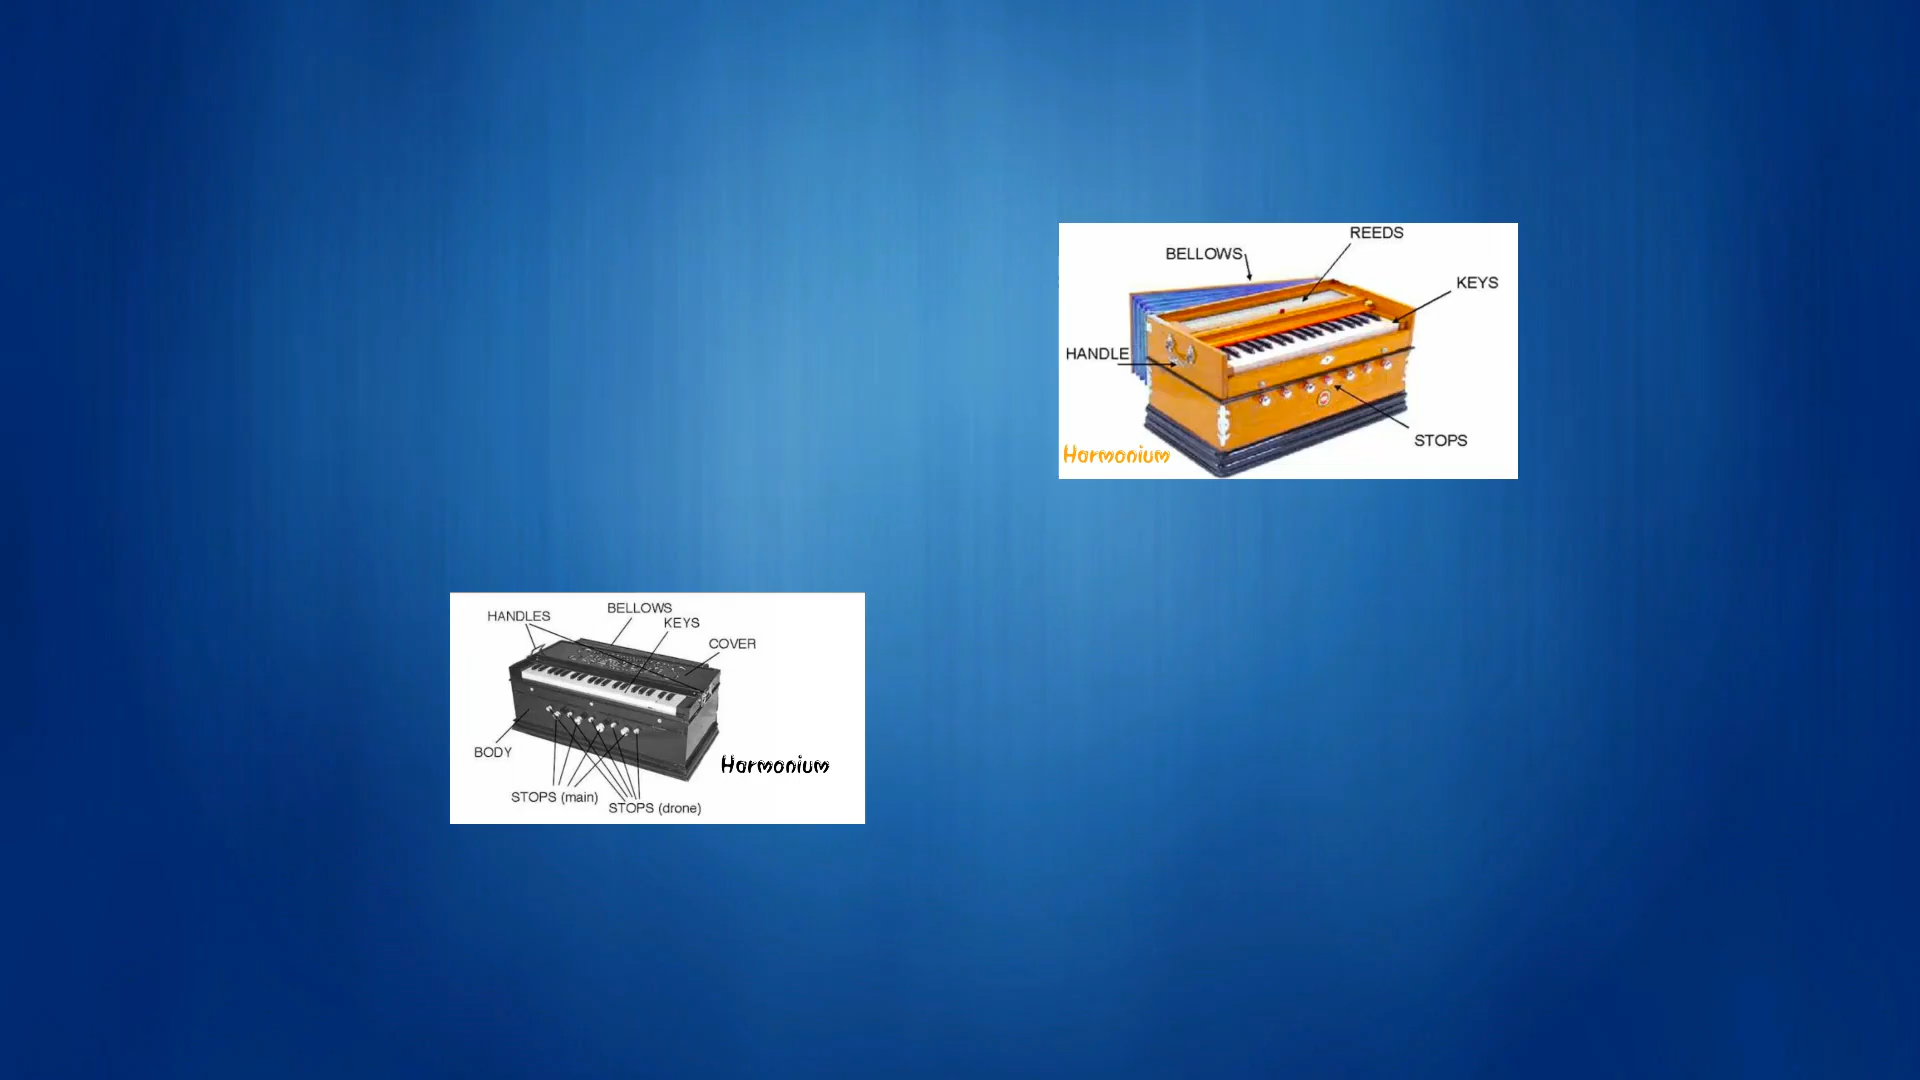 REEDS
BELLOWS
KEYS
HANDLE
STOPS
Harmonium
BELLOWS
HANDLES
KEYS
COVER
BODY
Harmonium
STOPS (main)
STOPS (drone)